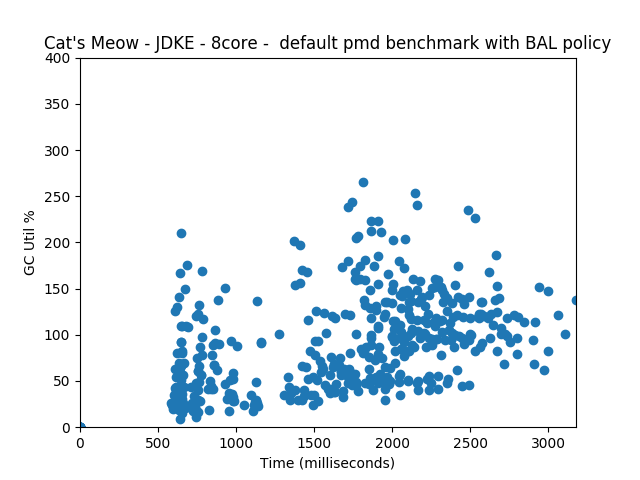 Cat's Meow - JDKE - 8core -  default pmd benchmark with BAL policy
400
350
300
250
200
150
100
50
0
GC Util %
0 500 1000 1500 2000 2500 3000
Time (milliseconds)